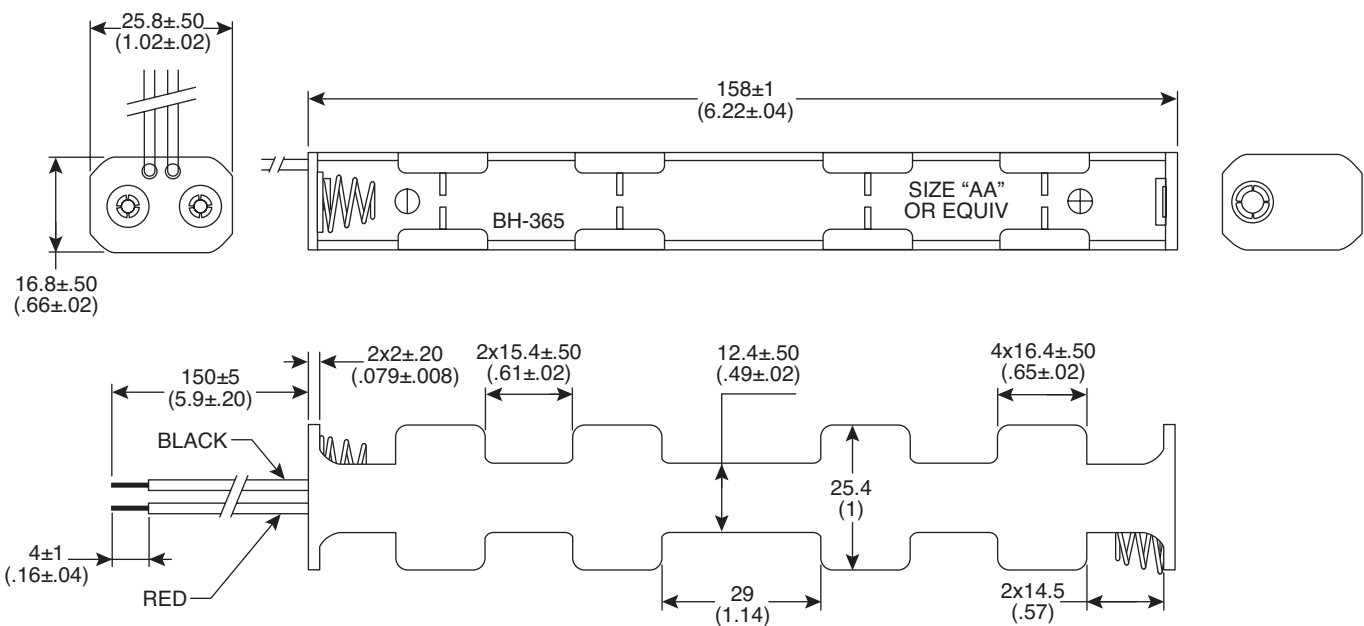 25.8±.50
(1.02±.02)
158±1
(6.22±.04)
16.8±.50
(.66±.02)
BH-365
SIZE “AA”
OR EQUIV
150±5
(5.9±.20)
2x2±.20
(.079±.008)
2x15.4±.50
(.61±.02)
12.4±.50
(.49±.02)
4x16.4±.50
(.65±.02)
BLACK
25.4
(1)
4±1
(.16±.04)
RED
29
(1.14)
2x14.5
(.57)